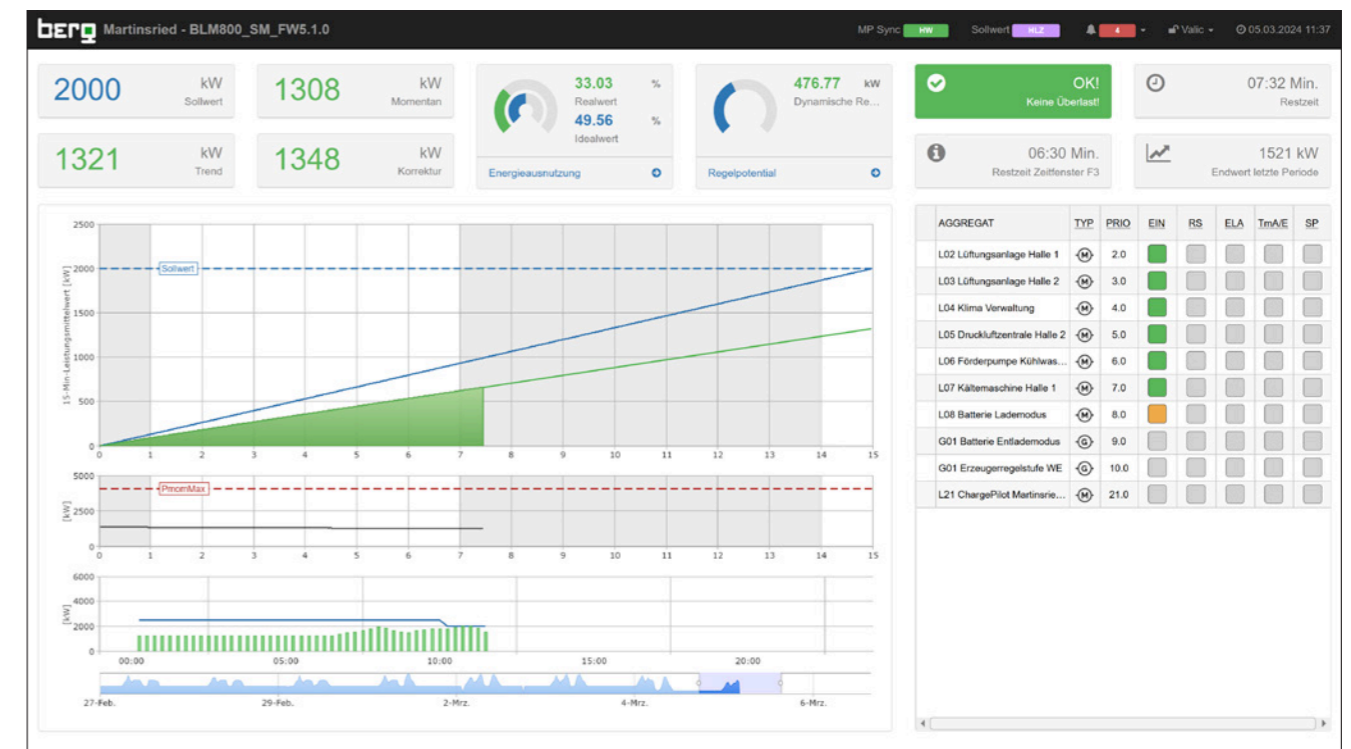 berg Martinsried - BLM800_SM_FW5.1.0 MP Sync HW Sollwert HLZ 4 Valic 05.03.2024 11:37
2000 kW Sollwert
1308 kW Momentan
1321 kW Trend
1348 kW Korrektur
33.03 %
Realwert
49.56 %
Idealwert
Energieausnutzung
476.77 kW
Dynamische Re...
Regelpotential
OK!
Keine Überlast!
07:32 Min.
Restzeit
06:30 Min.
Restzeit Zeitfenster F3
1521 kW
Endwert letzte Periode
15-Min-Leistungsmittelwert [kW]
2500
2000
1500
1000
500
0
Sollwert
0 1 2 3 4 5 6 7 8 9 10 11 12 13 14 15
[kW]
5000
2500
0
PmomMax
0 1 2 3 4 5 6 7 8 9 10 11 12 13 14 15
[kW]
6000
4000
2000
0
00:00 05:00 10:00 15:00 20:00
27-Feb. 29-Feb. 2-Mrz. 4-Mrz. 6-Mrz.
AGGREGAT TYP PRIO EIN RS ELA TmA/E SP
L02 Lüftungsanlage Halle 1 M 2.0
L03 Lüftungsanlage Halle 2 M 3.0
L04 Klima Verwaltung M 4.0
L05 Druckluftzentrale Halle 2 M 5.0
L06 Förderpumpe Kühlwas... M 6.0
L07 Kältemaschine Halle 1 M 7.0
L08 Batterie Lademodus M 8.0
G01 Batterie Entlademodus G 9.0
G01 Erzeugerregelstufe WE G 10.0
L21 ChargePilot Martinsrie... M 21.0